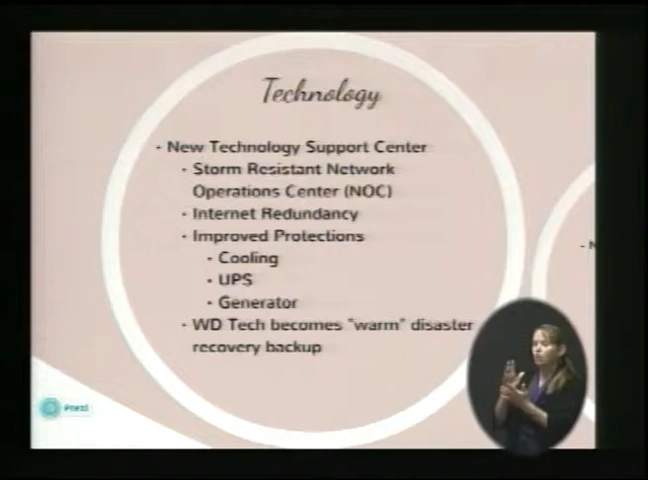 Technology
- New Technology Support Center
- Storm Resistant Network
Operations Center (NOC)
- Internet Redundancy
- Improved Protections
- Cooling
- UPS
- Generator
- WD Tech becomes "warm" disaster
recovery backup
Prezi